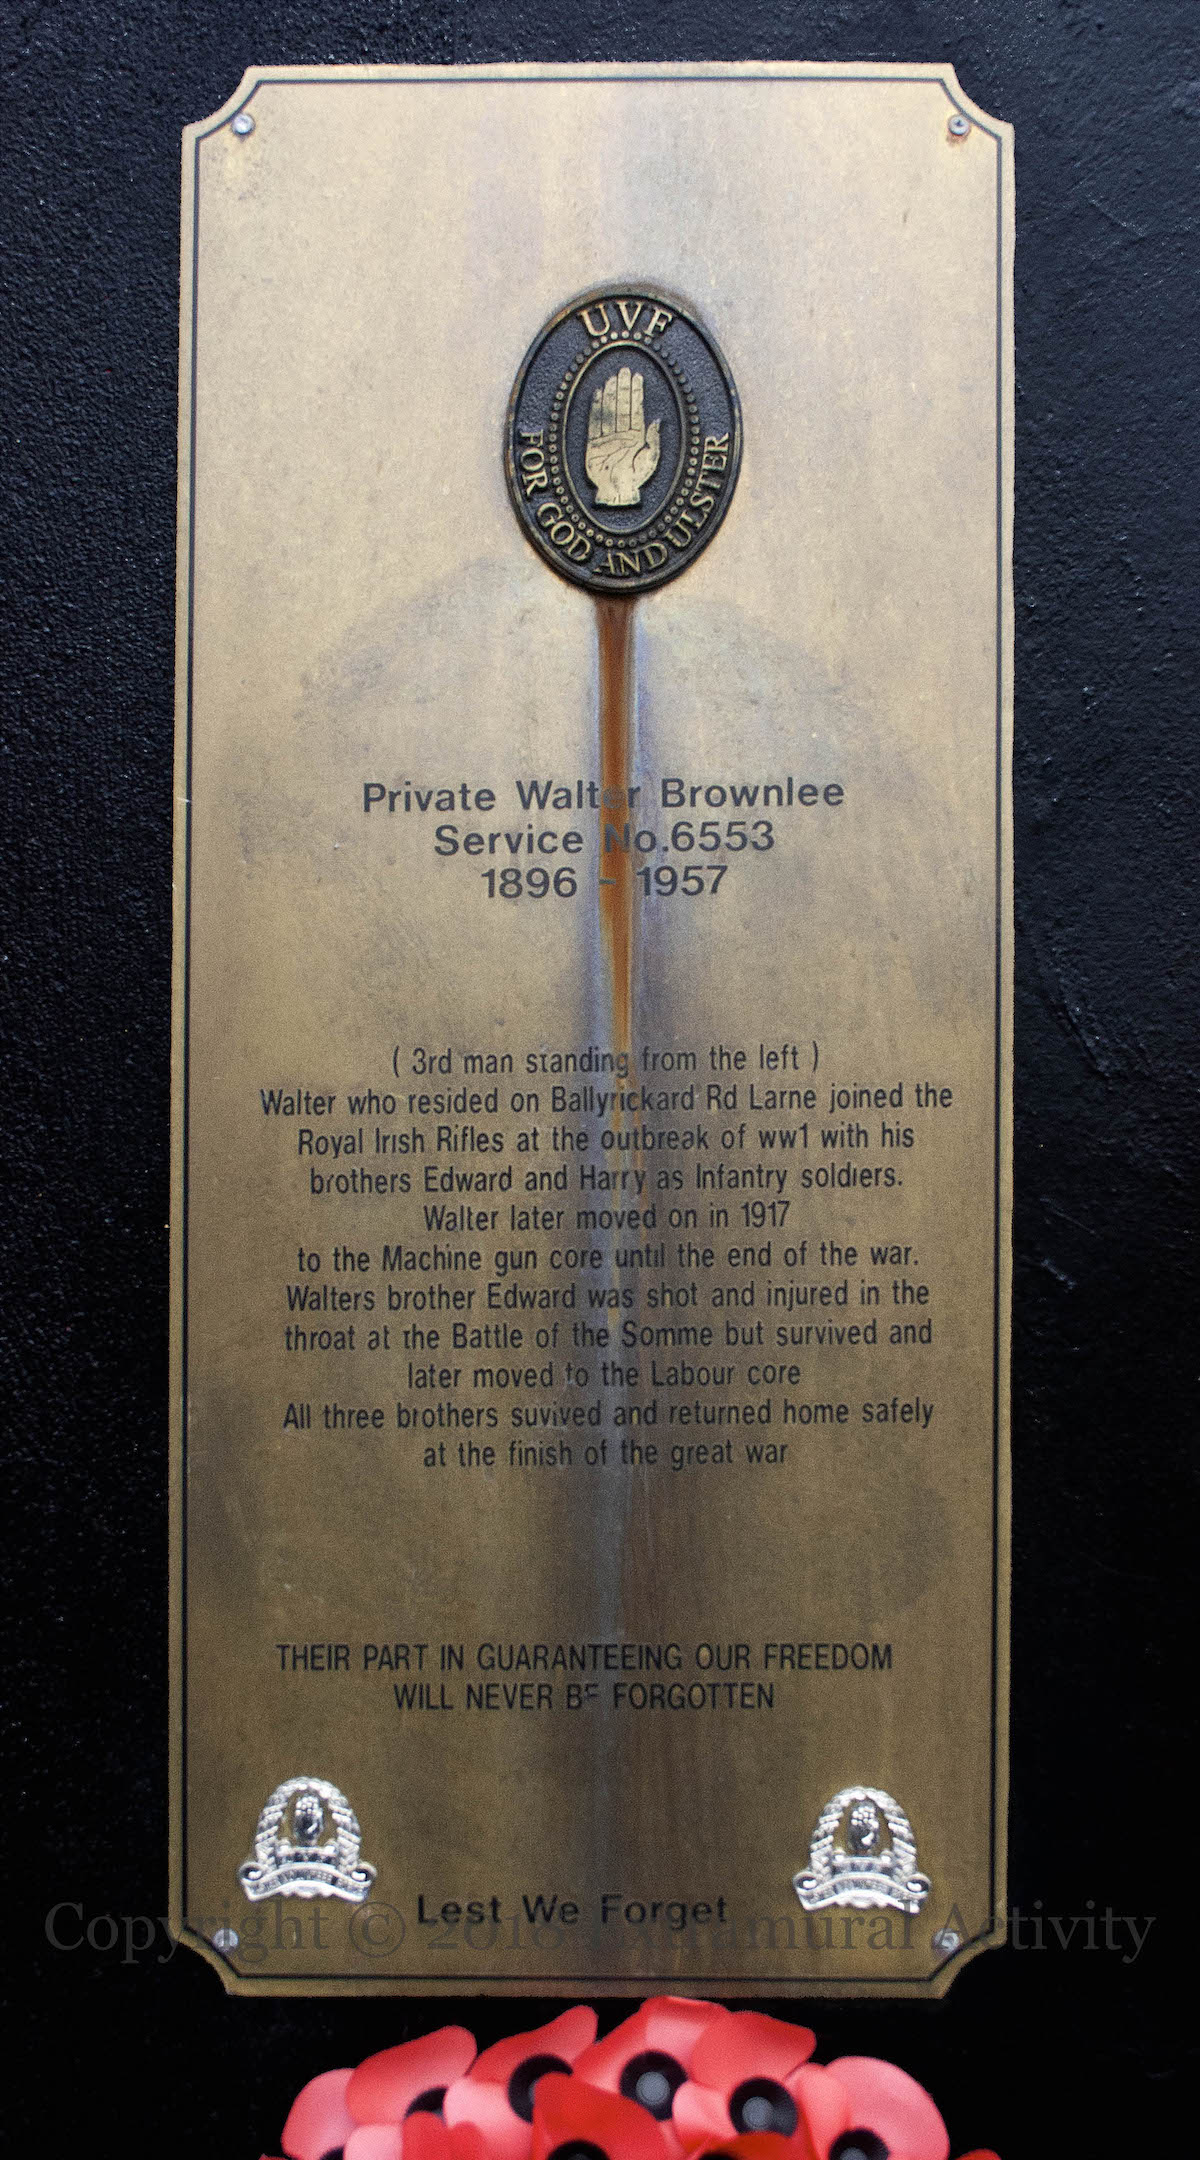 UVF
FOR GOD AND ULSTER
Private Walter Brownlee
Service No.6553
1896 - 1957
( 3rd man standing from the left )
Walter who resided on Ballyrickard Rd Larne joined the
Royal Irish Rifles at the outbreak of ww1 with his
brothers Edward and Harry as Infantry soldiers.
Walter later moved on in 1917
to the Machine gun core until the end of the war.
Walters brother Edward was shot and injured in the
throat at the Battle of the Somme but survived and
later moved to the Labour core
All three brothers suvived and returned home safely
at the finish of the great war
THEIR PART IN GUARANTEEING OUR FREEDOM
WILL NEVER BE FORGOTTEN
Lest We Forget
Copyright © Extramural Activity